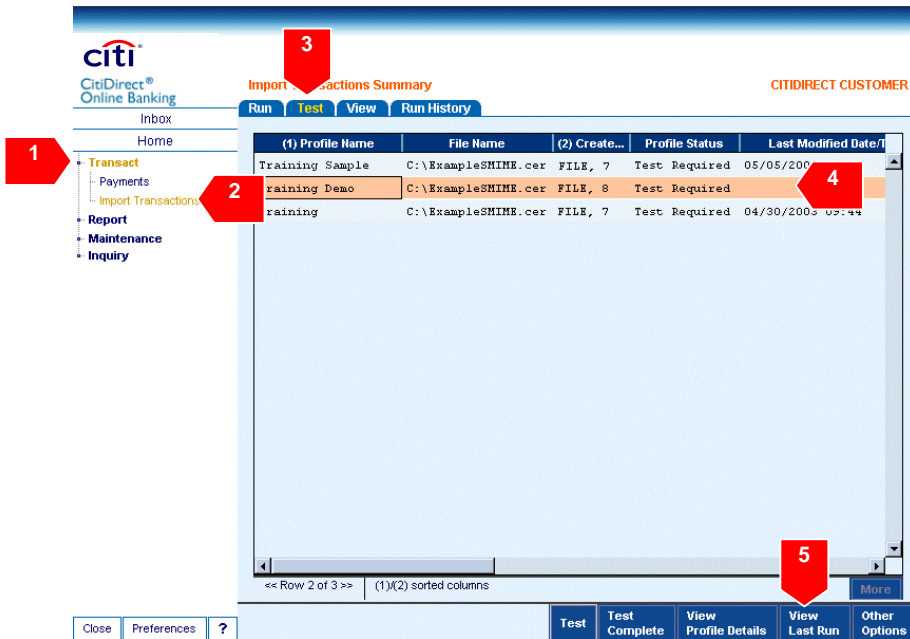 citi®
CitiDirect®
Online Banking
Inbox
Home
1
Transact
Payments
Import Transactions
2
Report
Maintenance
Inquiry
3
Import Transactions Summary
CITIDIRECT CUSTOMER
Run Test View Run History
(1) Profile Name File Name (2) Create... Profile Status Last Modified Date/T
Training Sample C:\ExampleSMIME.cer FILE, 7 Test Required 05/05/200
raining Demo C:\ExampleSMIME.cer FILE, 8 Test Required
4
raining C:\ExampleSMIME.cer FILE, 7 Test Required 04/30/2003 09:44
5
<< Row 2 of 3 >> (1)/(2) sorted columns
More
Close Preferences ?
Test Test Complete View Profile Details View Last Run Other Options